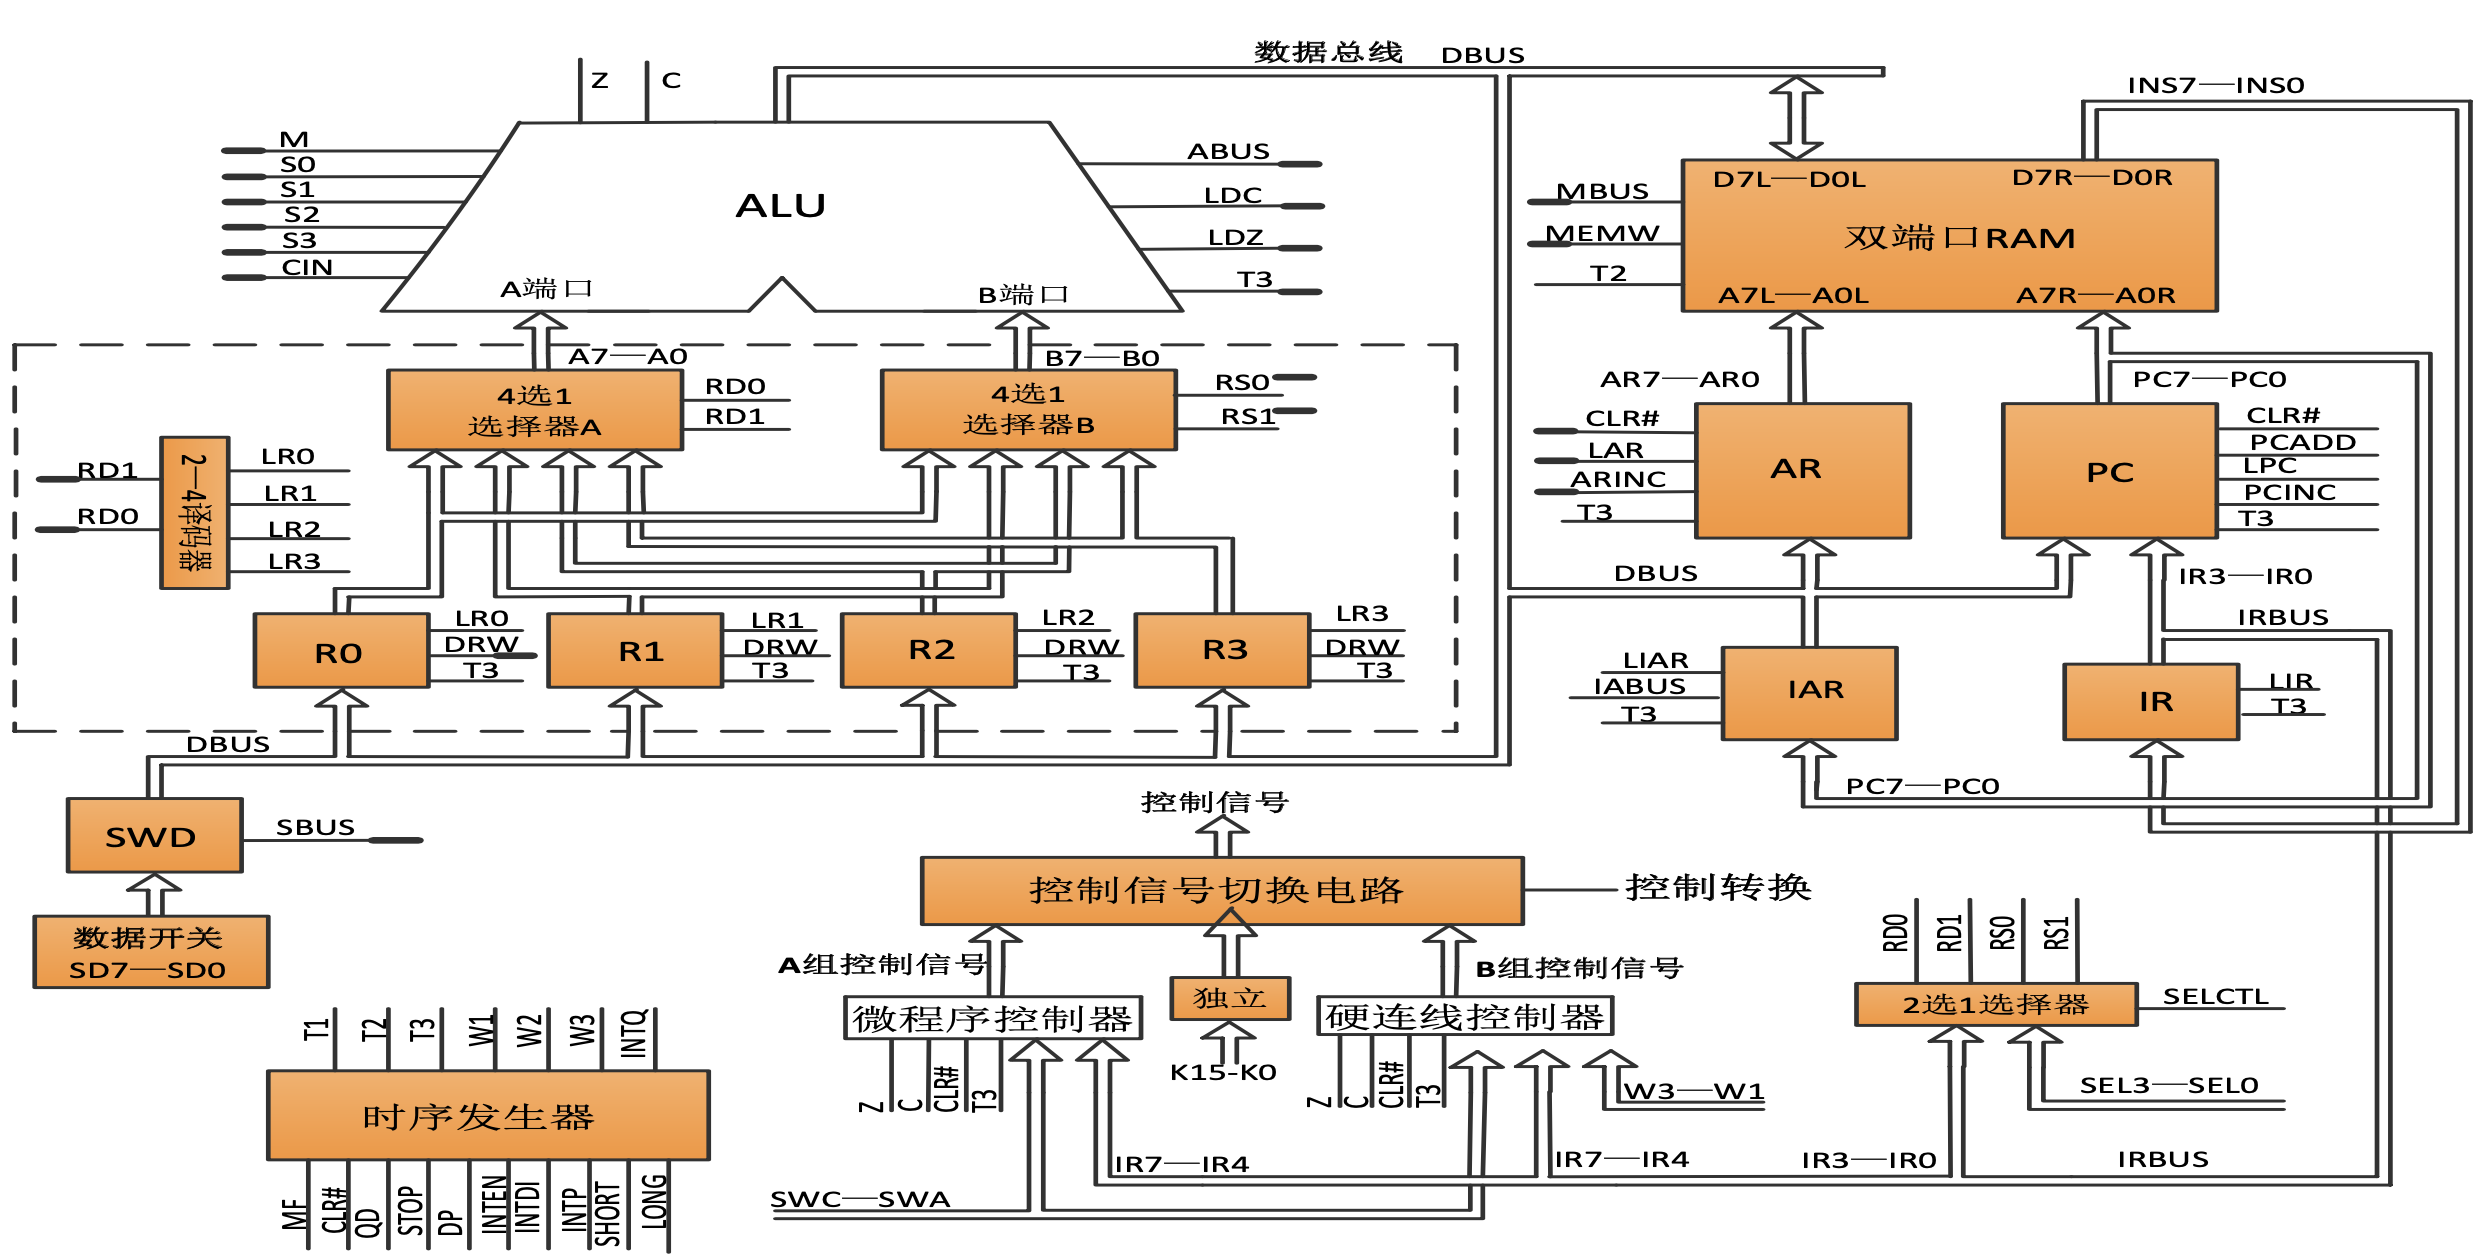 数据总线 DBUS
Z
C
INS7—INS0
M
S0
S1
S2
S3
CIN
ALU
A端口
B端口
ABUS
LDC
LDZ
T3
MBUS
MEMW
T2
D7L—D0L
D7R—D0R
双端口RAM
A7L—A0L
A7R—A0R
A7—A0
B7—B0
4选1
选择器A
RD0
RD1
4选1
选择器B
RS0
RS1
AR7—AR0
PC7—PC0
CLR#
LAR
ARINC
T3
AR
PC
CLR#
PCADD
LPC
PCINC
T3
RD1
RD0
2—4译码器
LR0
LR1
LR2
LR3
DBUS
IR3—IR0
IRBUS
R0
LR0
DRW
T3
R1
LR1
DRW
T3
R2
LR2
DRW
T3
R3
LR3
DRW
T3
LIAR
IABUS
T3
IAR
IR
LIR
T3
DBUS
PC7—PC0
SWD
SBUS
数据开关
SD7—SD0
控制信号
控制信号切换电路
控制转换
A组控制信号
B组控制信号
微程序控制器
独立
硬连线控制器
K15-K0
Z
C
CLR#
T3
Z
C
CLR#
T3
W3—W1
RD0
RD1
RS0
RS1
2选1选择器
SELCTL
SEL3—SEL0
T1
T2
T3
W1
W2
W3
INTQ
时序发生器
MF
CLR#
QD
STOP
DP
INTEN
INTDI
INTP
SHORT
LONG
IR7—IR4
IR7—IR4
IR3—IR0
IRBUS
SWC—SWA